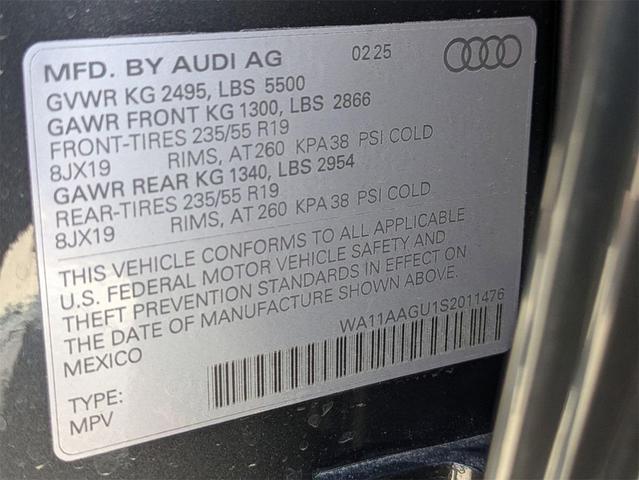 MFD. BY AUDI AG 02 25
GVWR KG 2495, LBS 5500
GAWR FRONT KG 1300, LBS 2866
FRONT-TIRES 235/55 R19
8JX19 RIMS, AT 260 KPA 38 PSI COLD
GAWR REAR KG 1340, LBS 2954
REAR-TIRES 235/55 R19
8JX19 RIMS, AT 260 KPA 38 PSI COLD
THIS VEHICLE CONFORMS TO ALL APPLICABLE
U.S. FEDERAL MOTOR VEHICLE SAFETY AND
THEFT PREVENTION STANDARDS IN EFFECT ON
THE DATE OF MANUFACTURE SHOWN ABOVE.
MEXICO WA11AAGU1S2011476
TYPE:
MPV